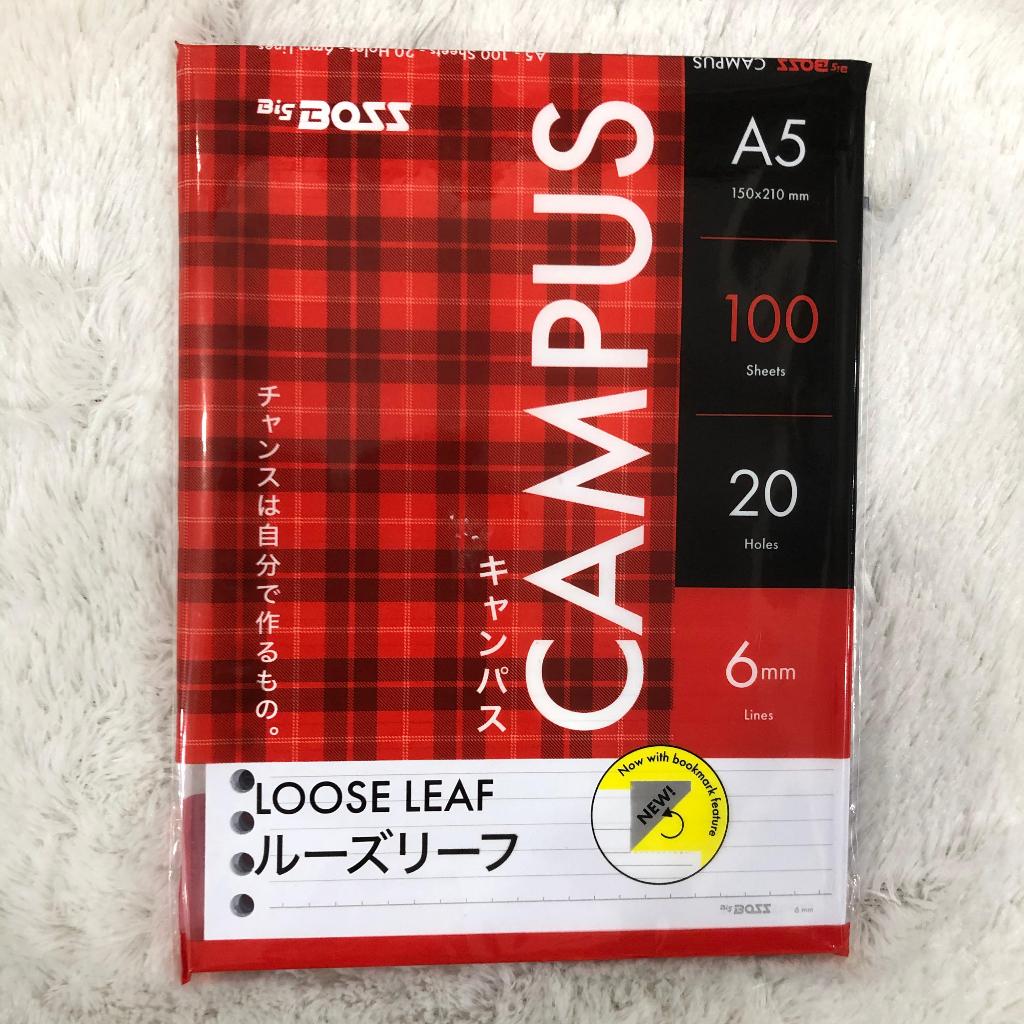 A5 - 100 Sheets - 20 Holes - 6mm Lines
BiG BOSS CAMPUS
BiG BOSS
CAMPUS
キャンパス
チャンスは自分で作るもの。
A5
150x210 mm
100
Sheets
20
Holes
6mm
Lines
LOOSE LEAF
ルーズリーフ
Now with bookmark feature
NEW!
BiG BOSS
6 mm